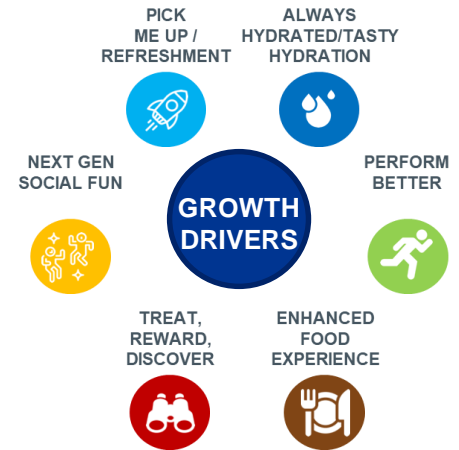 PICK
ME UP /
REFRESHMENT
ALWAYS
HYDRATED/TASTY
HYDRATION
NEXT GEN
SOCIAL FUN
GROWTH
DRIVERS
PERFORM
BETTER
TREAT,
REWARD,
DISCOVER
ENHANCED
FOOD
EXPERIENCE